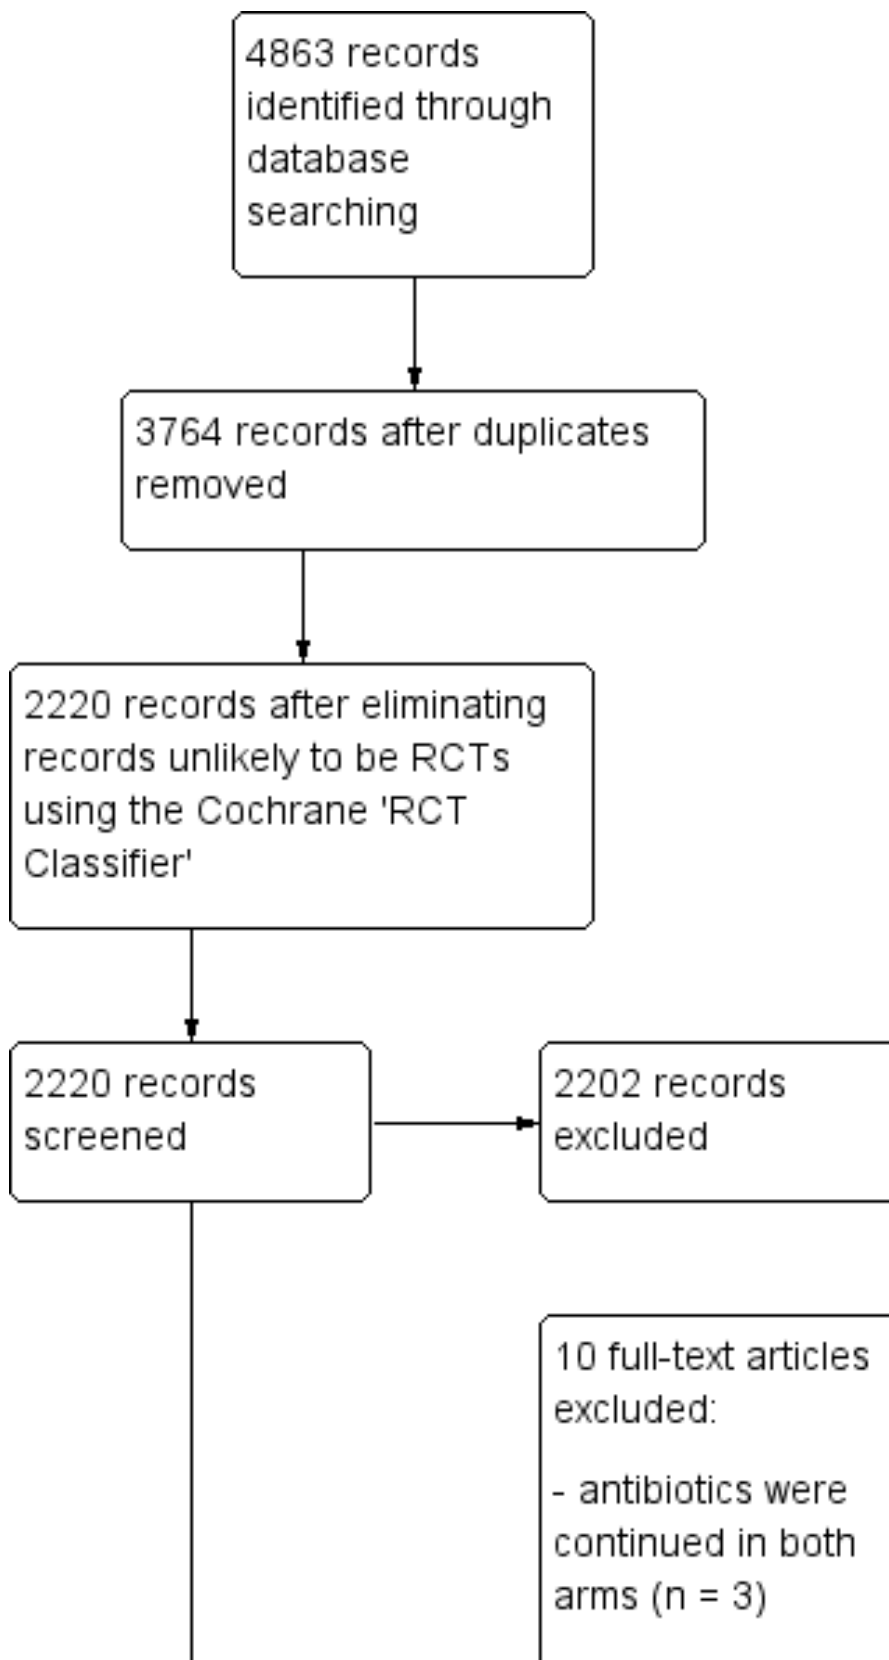 4863 records
identified through
database
searching
3764 records after duplicates
removed
2220 records after eliminating
records unlikely to be RCTs
using the Cochrane 'RCT
Classifier'
2220 records
screened
2202 records
excluded
10 full-text articles
excluded:
- antibiotics were
continued in both
arms (n = 3)